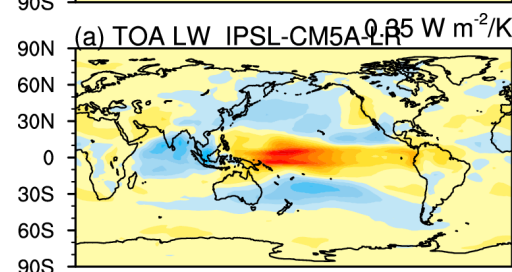 90S
(a) TOA LW IPSL-CM5A-LR 0.35 W m-2/K
90N
60N
30N
0
30S
60S
90S